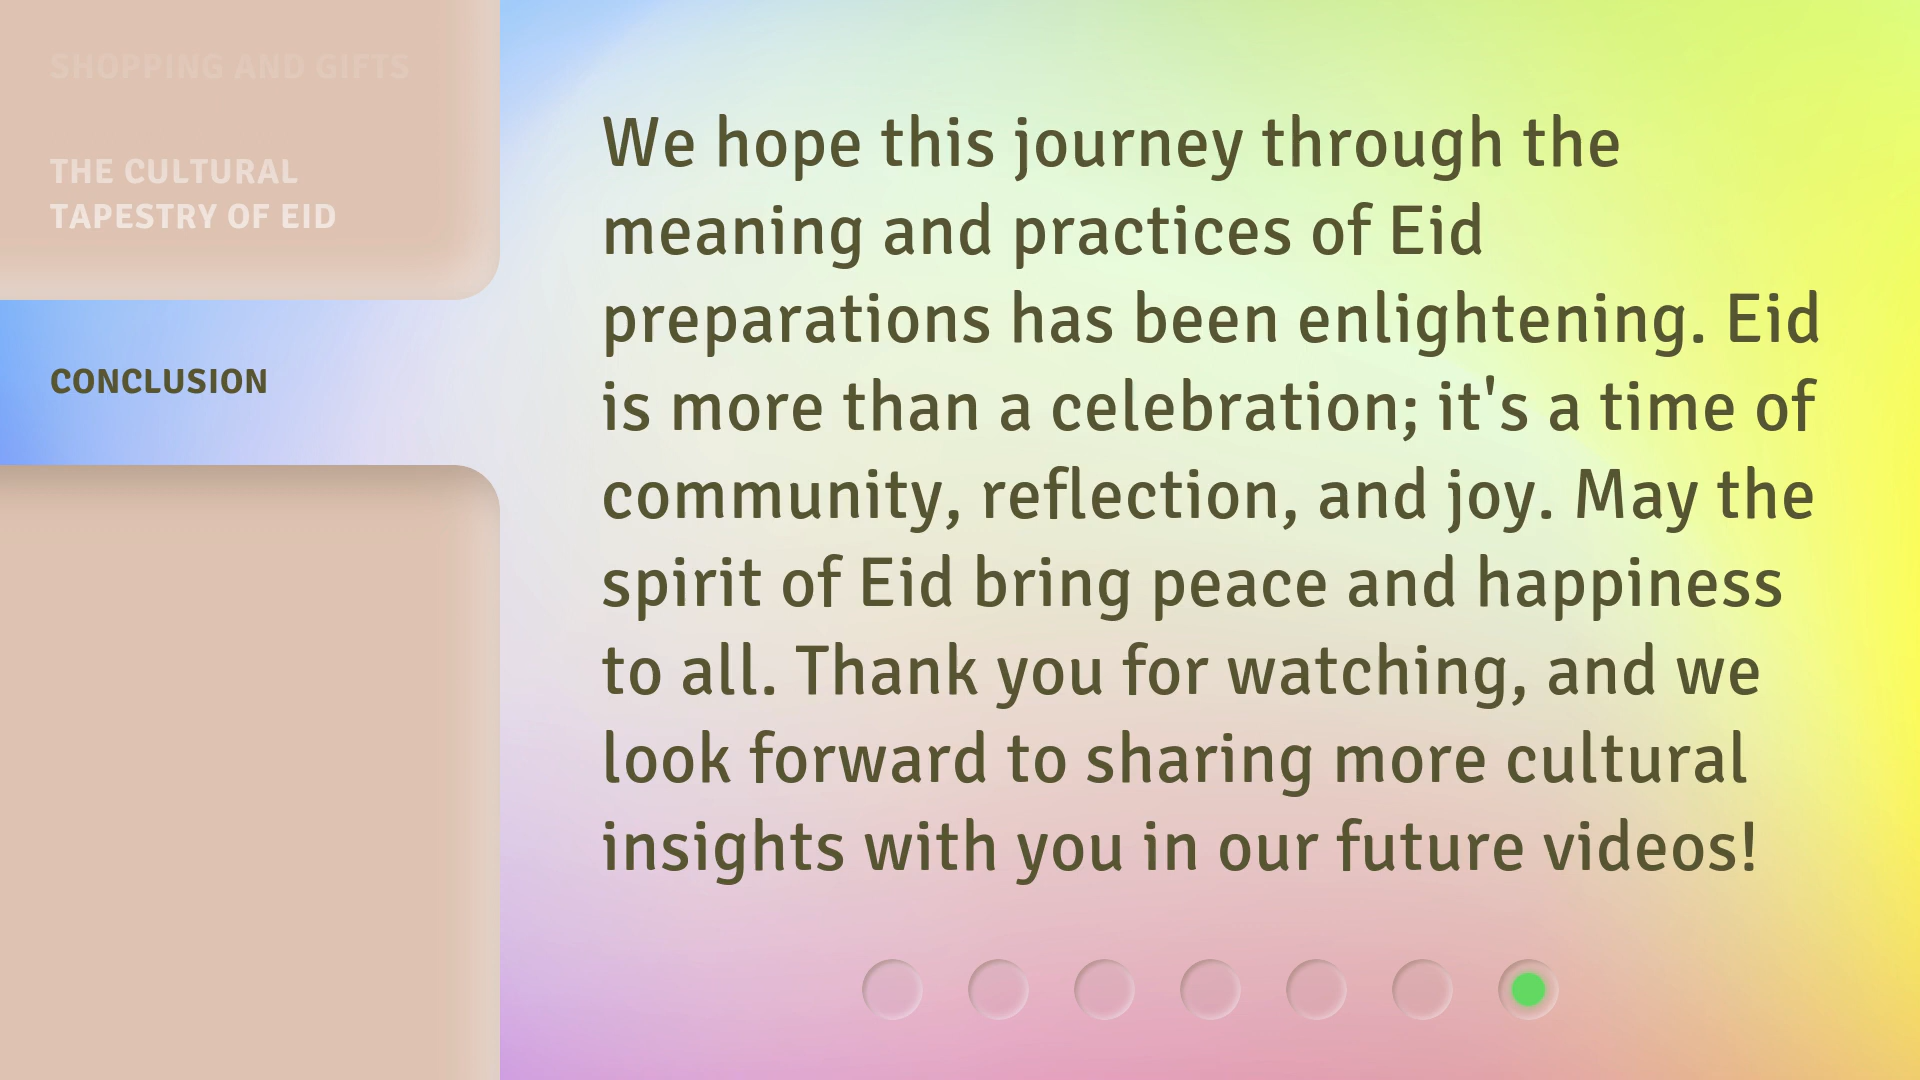 SHOPPING AND GIFTS
THE CULTURAL
TAPESTRY OF EID
CONCLUSION
We hope this journey through the
meaning and practices of Eid
preparations has been enlightening. Eid
is more than a celebration; it's a time of
community, reflection, and joy. May the
spirit of Eid bring peace and happiness
to all. Thank you for watching, and we
look forward to sharing more cultural
insights with you in our future videos!